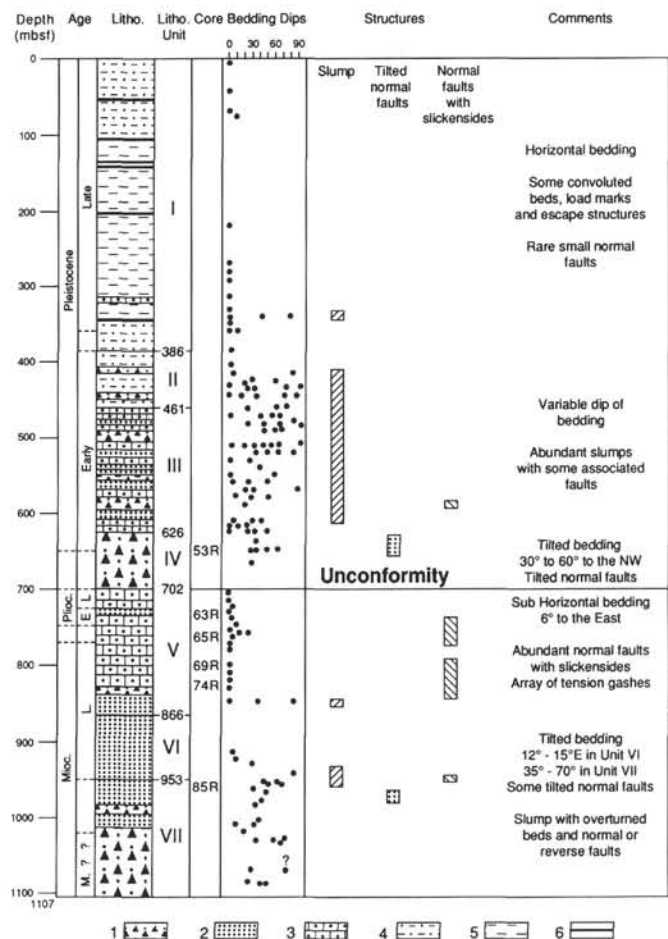 Depth (mbsf) Age Litho. Litho. Unit Core Bedding Dips Structures Comments
0 30 60 90
Slump
Tilted normal faults
Normal faults with slickensides
0
100
200
300
400
500
600
700
800
900
1000
1100
1107
Pleistocene
Late
Early
Plioc.
L
E
Mioc.
L.
M. ? ?
I
386
II
461
III
626
IV
702
V
866
VI
953
VII
53R
63R
65R
69R
74R
85R
?
Unconformity
Horizontal bedding
Some convoluted
beds, load marks
and escape structures
Rare small normal
faults
Variable dip of
bedding
Abundant slumps
with some associated
faults
Tilted bedding
30° to 60° to the NW
Tilted normal faults
Sub Horizontal bedding
6° to the East
Abundant normal faults
with slickensides
Array of tension gashes
Tilted bedding
12° - 15°E in Unit VI
35° - 70° in Unit VII
Some tilted normal faults
Slump with overturned
beds and normal or
reverse faults
1 2 3 4 5 6